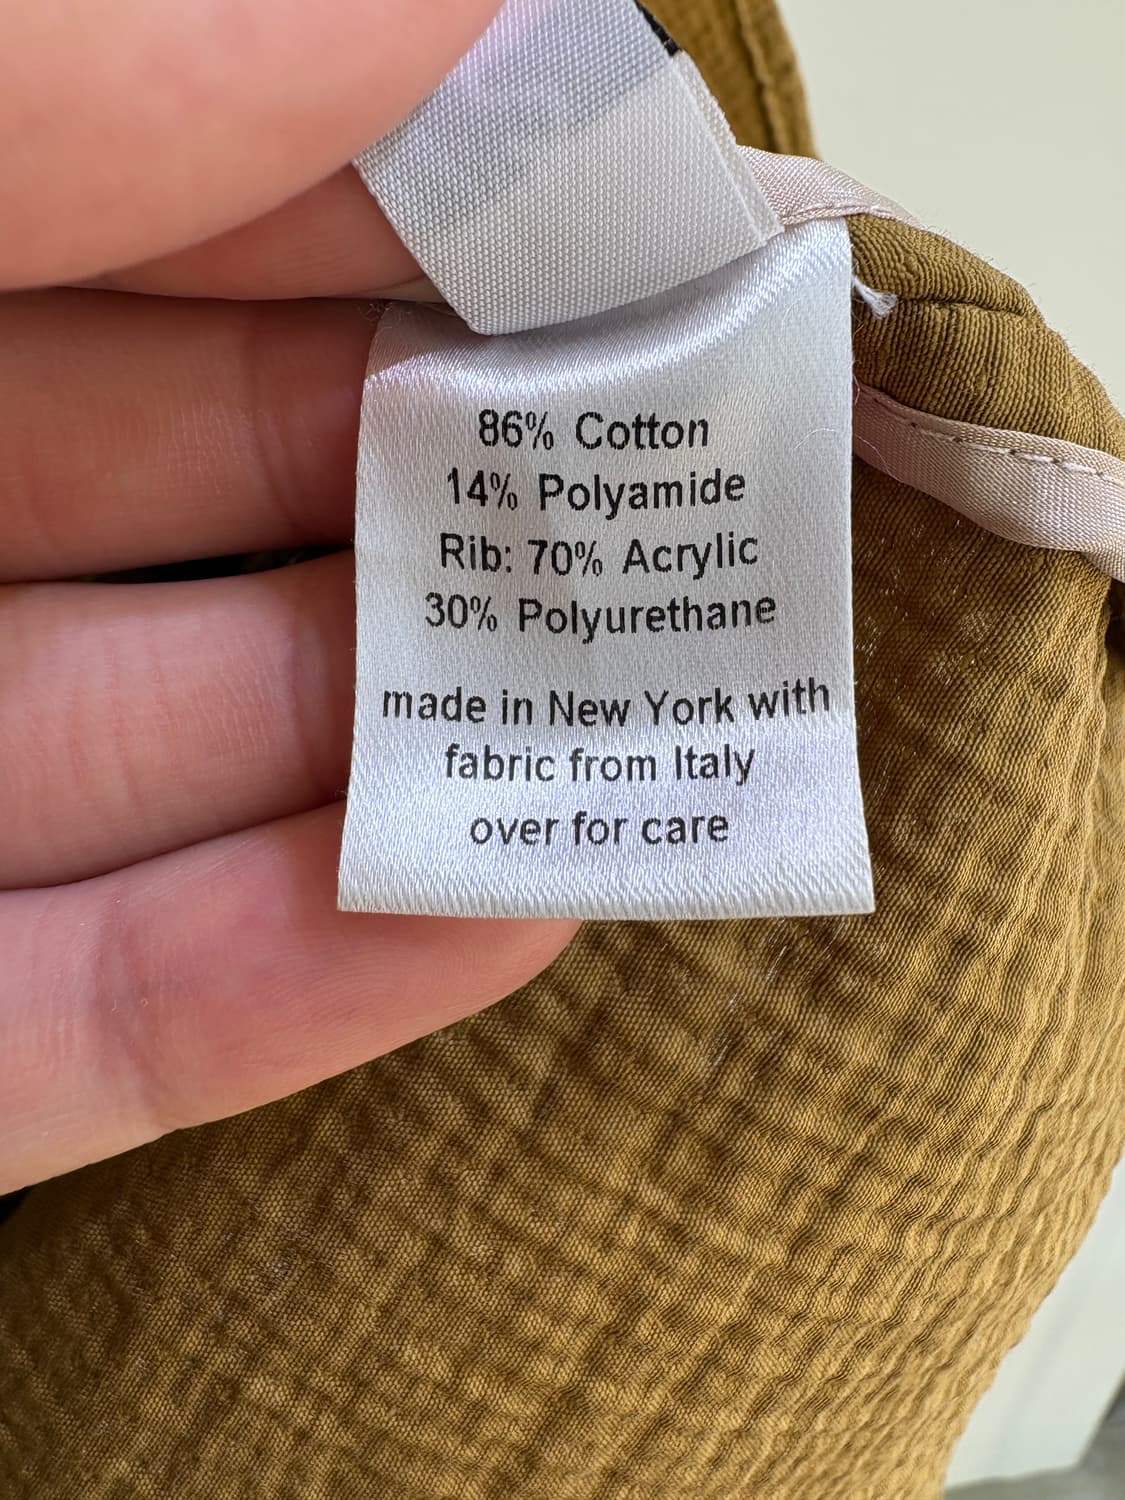 86% Cotton
14% Polyamide
Rib: 70% Acrylic
30% Polyurethane
made in New York with
fabric from Italy
over for care